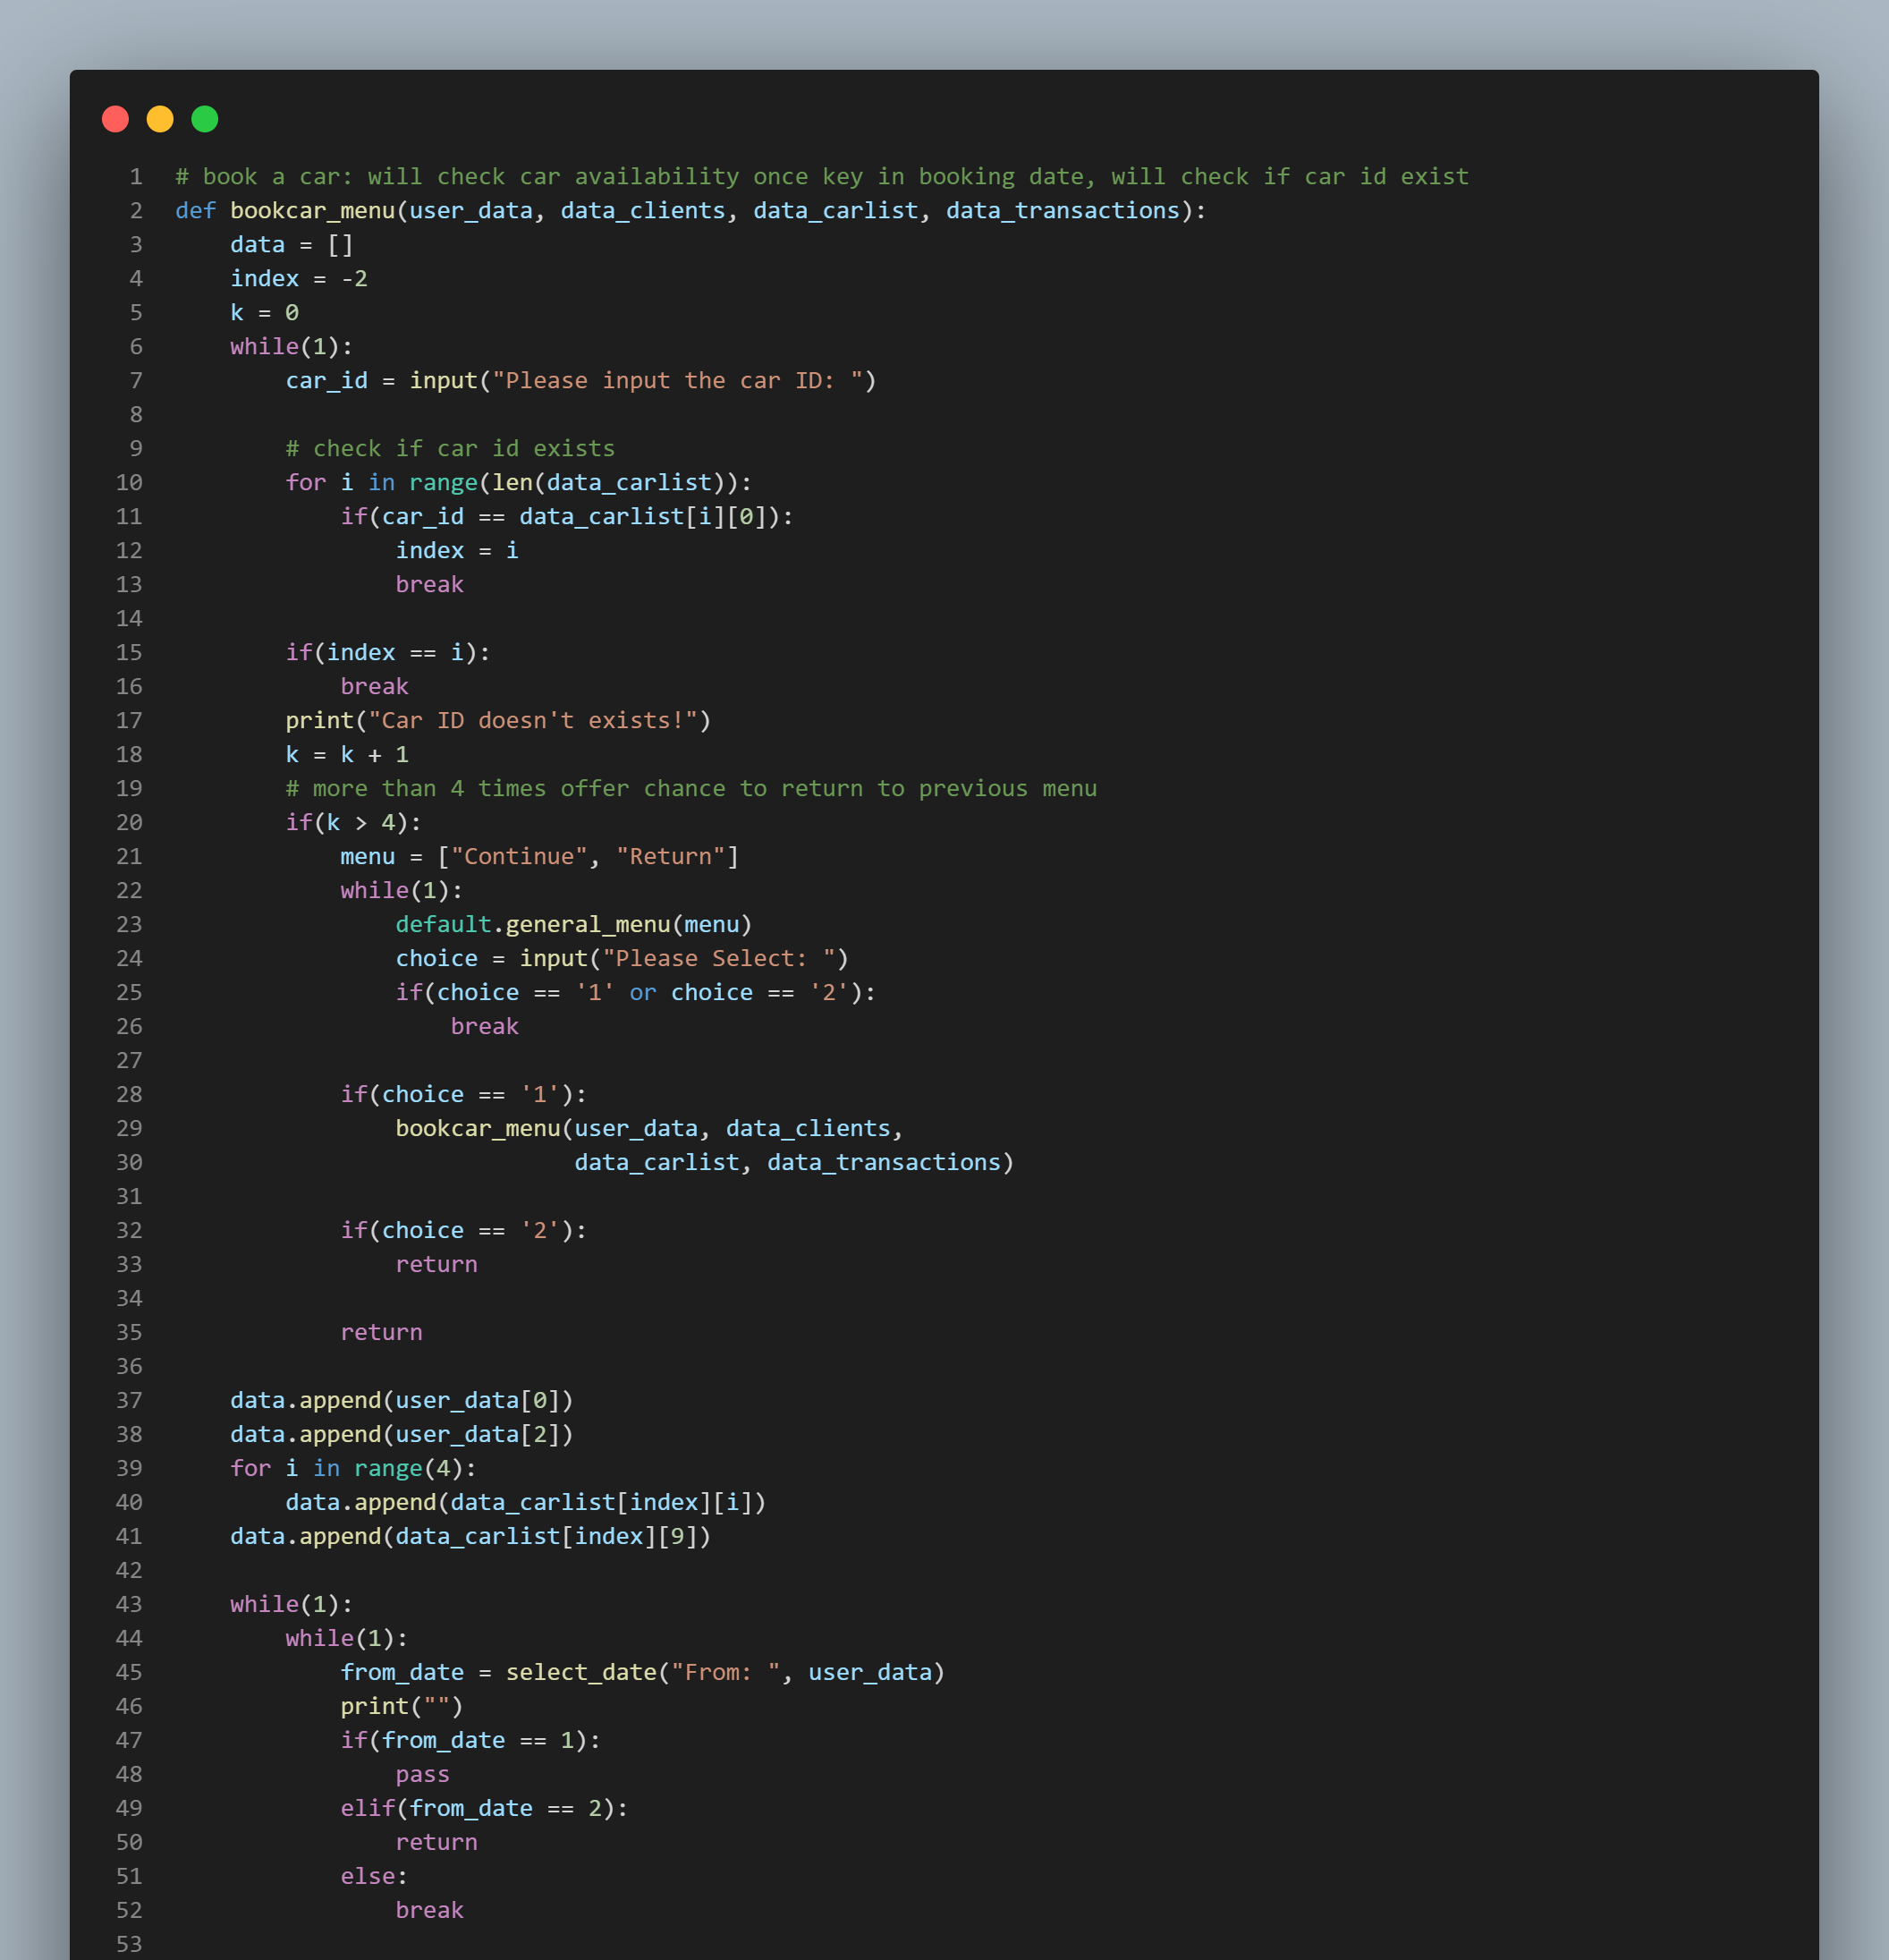 1 # book a car: will check car availability once key in booking date, will check if car id exist
2 def bookcar_menu(user_data, data_clients, data_carlist, data_transactions):
3     data = []
4     index = -2
5     k = 0
6     while(1):
7         car_id = input("Please input the car ID: ")
8
9         # check if car id exists
10         for i in range(len(data_carlist)):
11             if(car_id == data_carlist[i][0]):
12                 index = i
13                 break
14
15         if(index == i):
16             break
17         print("Car ID doesn't exists!")
18         k = k + 1
19         # more than 4 times offer chance to return to previous menu
20         if(k > 4):
21             menu = ["Continue", "Return"]
22             while(1):
23                 default.general_menu(menu)
24                 choice = input("Please Select: ")
25                 if(choice == '1' or choice == '2'):
26                     break
27
28             if(choice == '1'):
29                 bookcar_menu(user_data, data_clients,
30                              data_carlist, data_transactions)
31
32             if(choice == '2'):
33                 return
34
35             return
36
37     data.append(user_data[0])
38     data.append(user_data[2])
39     for i in range(4):
40         data.append(data_carlist[index][i])
41     data.append(data_carlist[index][9])
42
43     while(1):
44         while(1):
45             from_date = select_date("From: ", user_data)
46             print("")
47             if(from_date == 1):
48                 pass
49             elif(from_date == 2):
50                 return
51             else:
52                 break
53